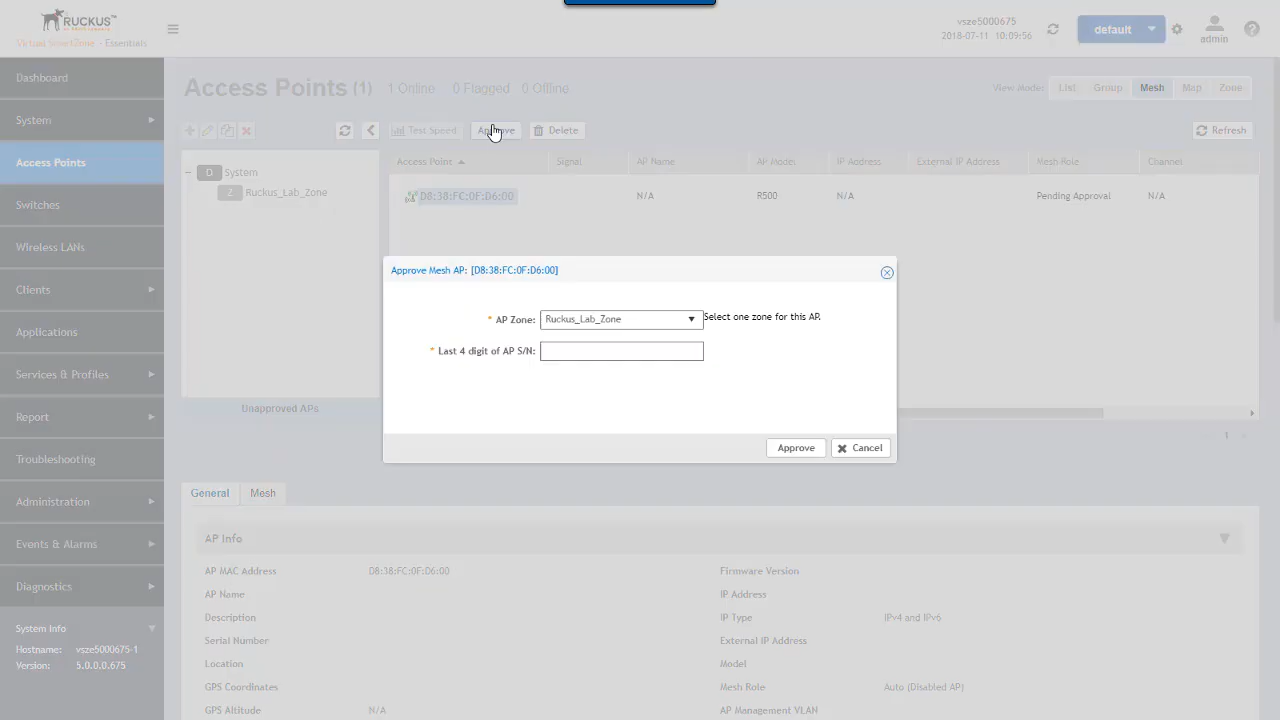 RUCKUS™
Virtual SmartZone - Essentials
vsze5000675
2018-07-11 10:09:56
default
admin
Dashboard
System
Access Points
Switches
Wireless LANs
Clients
Applications
Services & Profiles
Report
Troubleshooting
Administration
Events & Alarms
Diagnostics
System Info
Hostname: vsze5000675-1
Version: 5.0.0.0.675
Access Points (1) 1 Online 0 Flagged 0 Offline
View Mode: List Group Mesh Map Zone
Test Speed Approve Delete Refresh
D System
Z Ruckus_Lab_Zone
Unapproved APs
Access Point Signal AP Name AP Model IP Address External IP Address Mesh Role Channel
D8:38:FC:0F:D6:00 N/A R500 N/A Pending Approval N/A
1
Approve Mesh AP: [D8:38:FC:0F:D6:00]
* AP Zone: Ruckus_Lab_Zone Select one zone for this AP.
* Last 4 digit of AP S/N:
Approve Cancel
General Mesh
AP Info
AP MAC Address D8:38:FC:0F:D6:00
AP Name
Description
Serial Number
Location
GPS Coordinates
GPS Altitude N/A
Firmware Version
IP Address
IP Type IPv4 and IPv6
External IP Address
Model
Mesh Role Auto (Disabled AP)
AP Management VLAN